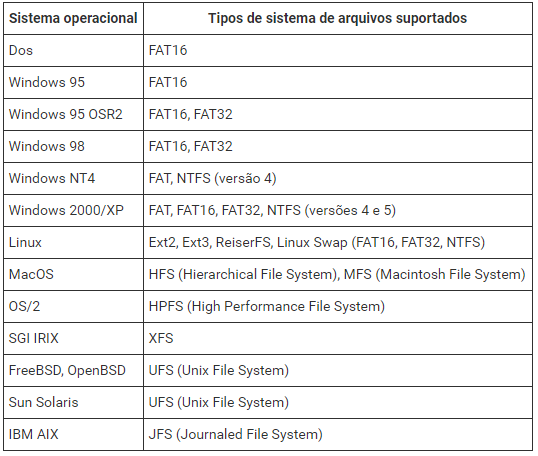 Sistema operacional Tipos de sistema de arquivos suportados
Dos FAT16
Windows 95 FAT16
Windows 95 OSR2 FAT16, FAT32
Windows 98 FAT16, FAT32
Windows NT4 FAT, NTFS (versão 4)
Windows 2000/XP FAT, FAT16, FAT32, NTFS (versões 4 e 5)
Linux Ext2, Ext3, ReiserFS, Linux Swap (FAT16, FAT32, NTFS)
MacOS HFS (Hierarchical File System), MFS (Macintosh File System)
OS/2 HPFS (High Performance File System)
SGI IRIX XFS
FreeBSD, OpenBSD UFS (Unix File System)
Sun Solaris UFS (Unix File System)
IBM AIX JFS (Journaled File System)